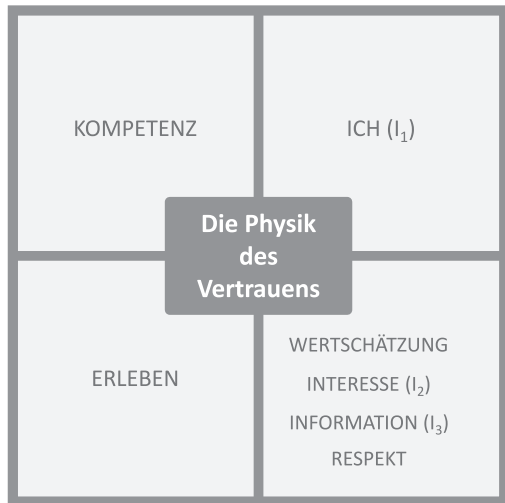 KOMPETENZ
ICH (I₁)
Die Physik
des
Vertrauens
ERLEBEN
WERTSCHÄTZUNG
INTERESSE (I₂)
INFORMATION (I₃)
RESPEKT